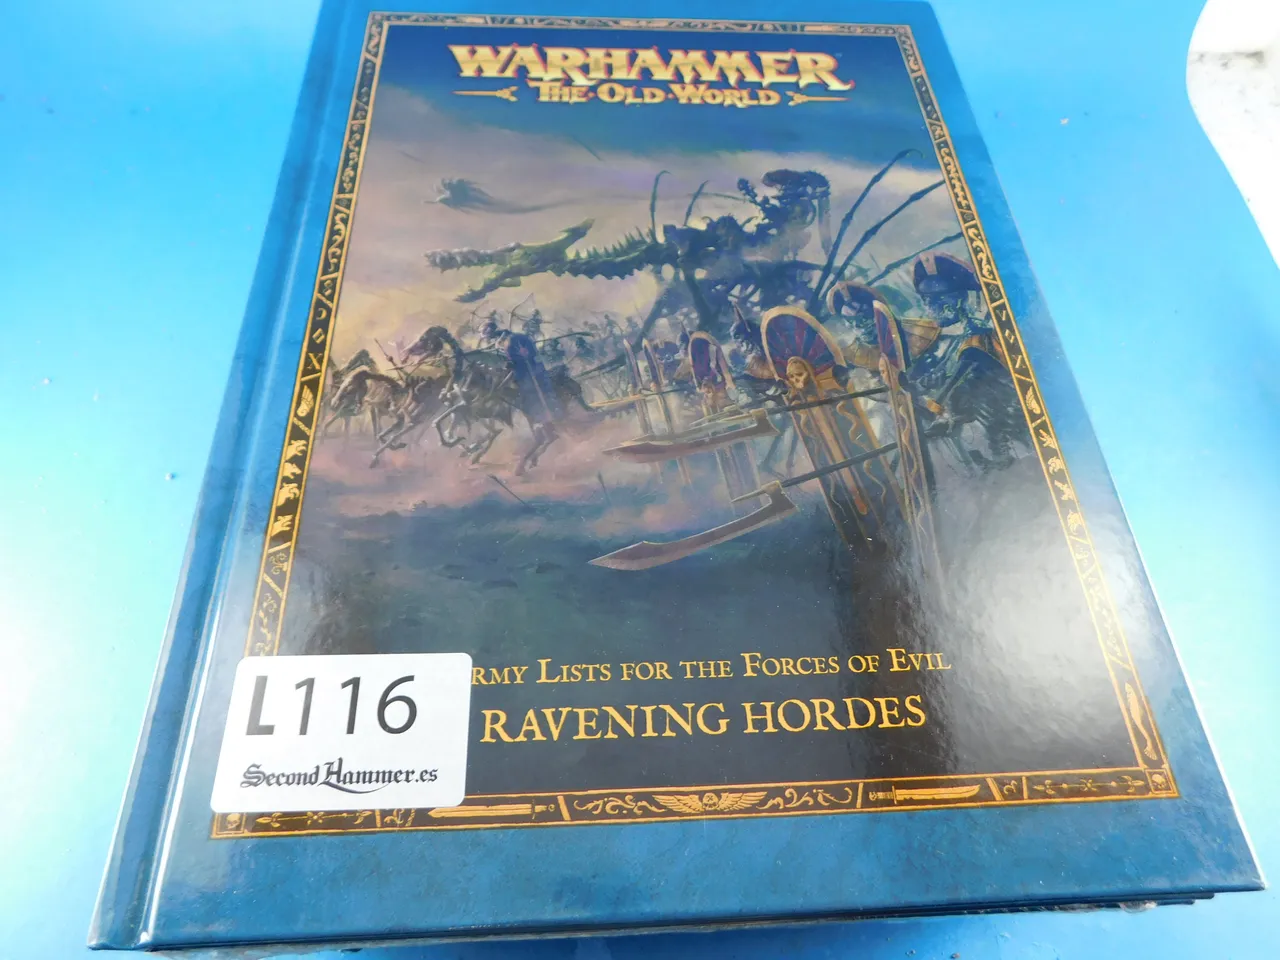 WARHAMMER
THE • OLD • WORLD
RMY LISTS FOR THE FORCES OF EVIL
RAVENING HORDES
L116
SecondHammer.es